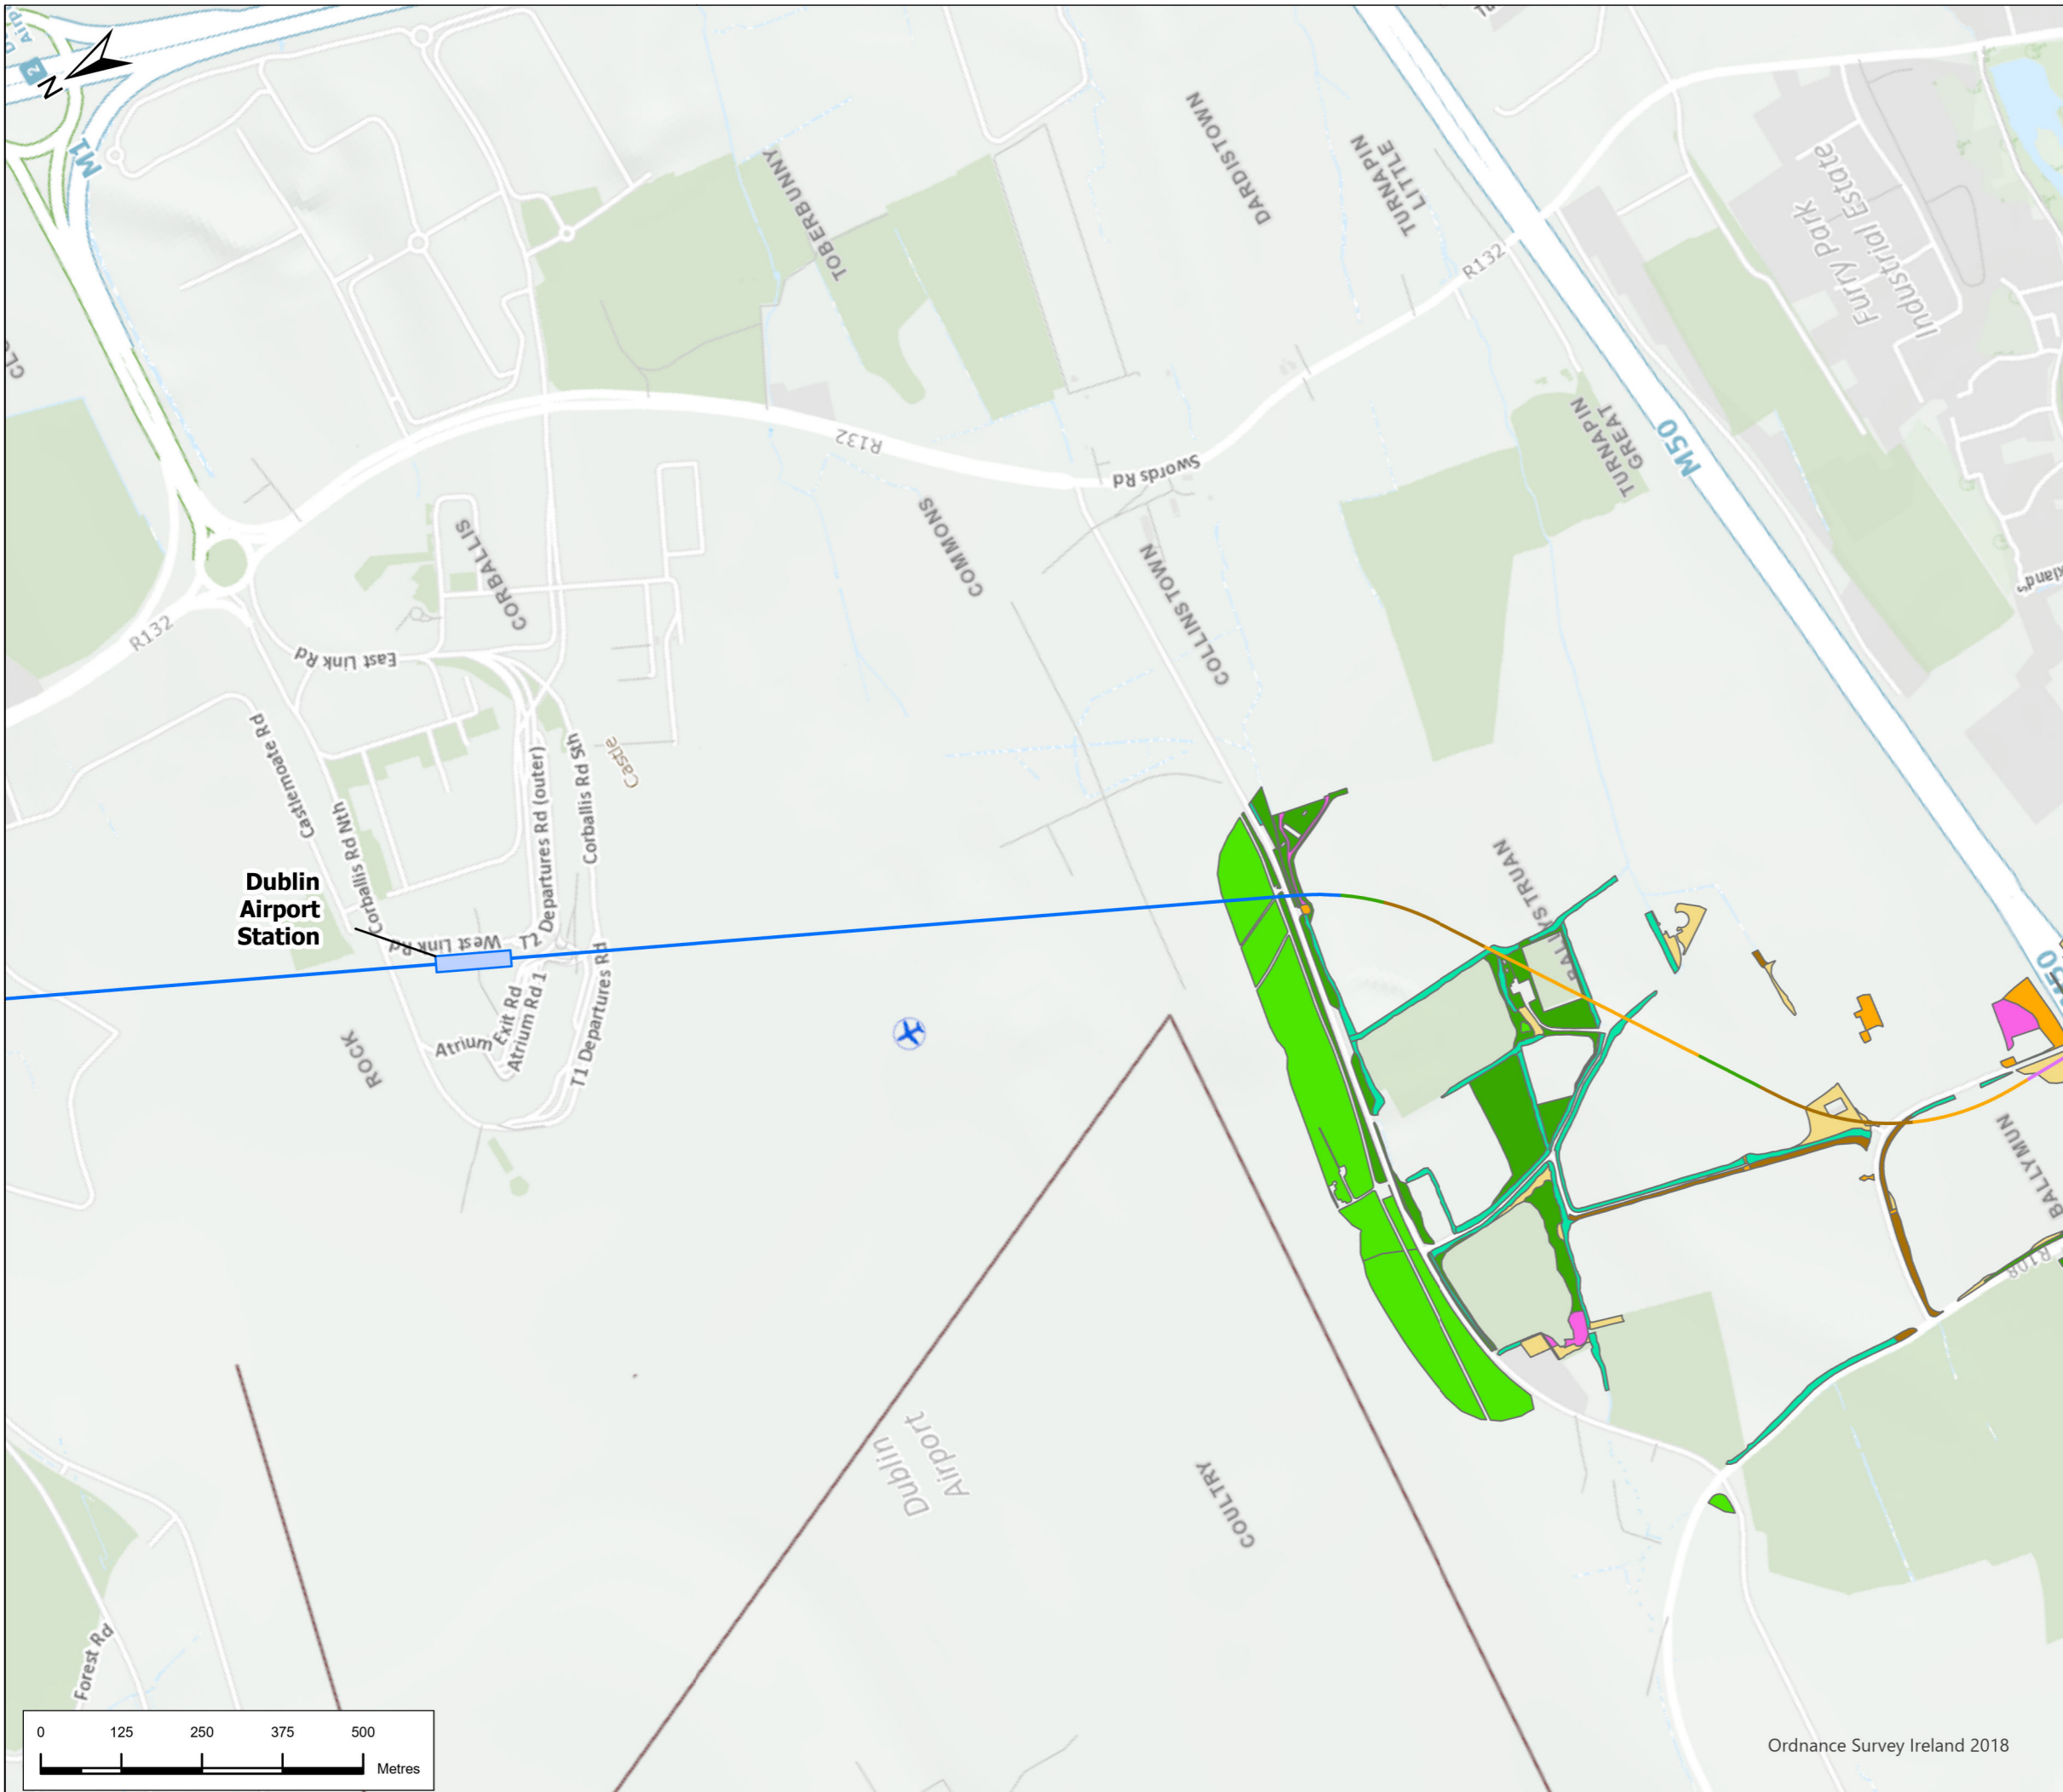 2
N
M1
TOBERBUNNY
DARDISTOWN
TURNAPIN
LITTLE
R132
Furry Park
Industrial Estate
R132
Swords Rd
TURNAPIN
GREAT
M50
COMMONS
COLLINSTOWN
CORBALLIS
R132
East Link Rd
Castlemoate Rd
Corballis Rd Nth
Departures Rd (outer)
Corballis Rd Sth
Castle
Dublin
Airport
Station
West Link Rd
T2
Exit Rd
Atrium Rd 1
Atrium
T1 Departures Rd
ROCK
BALLYSTRUAN
M50
BALLYMUN
R108
Dublin
Airport
COULTRY
Forest Rd
0 125 250 375 500
Metres
Ordnance Survey Ireland 2018